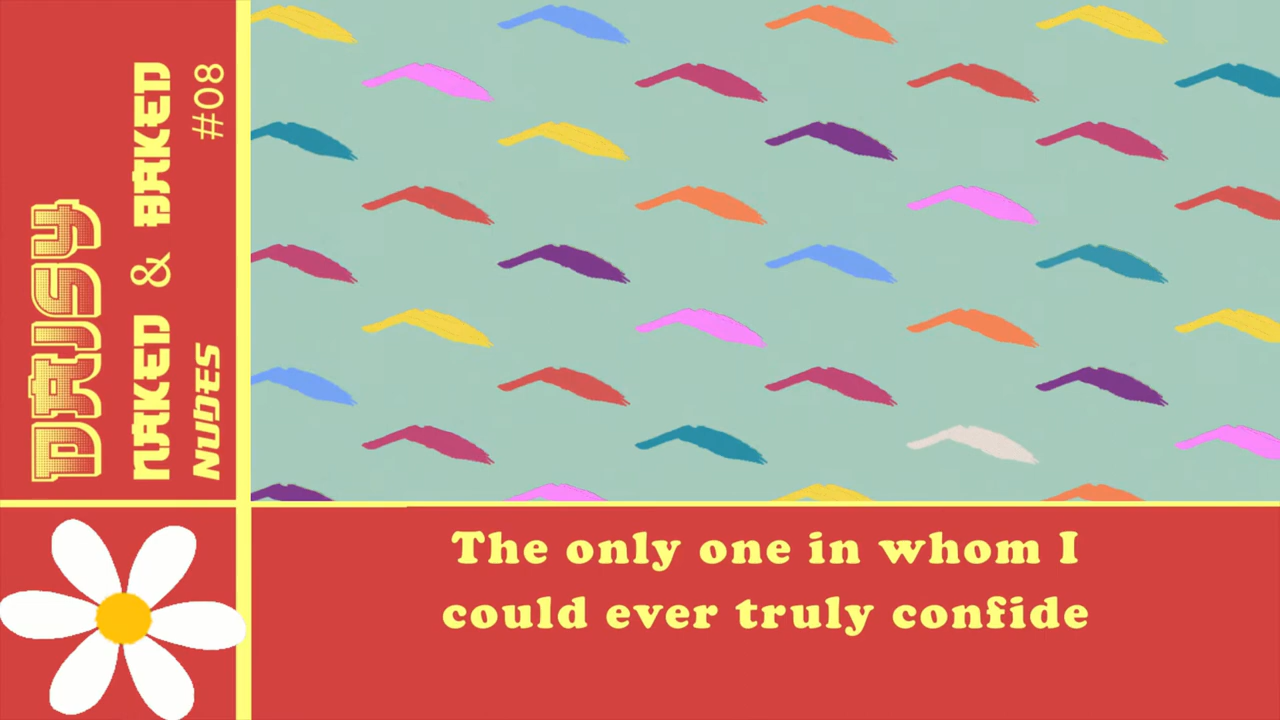 DAISY
NAKED & BAKED
NUDES #08
The only one in whom I
could ever truly confide